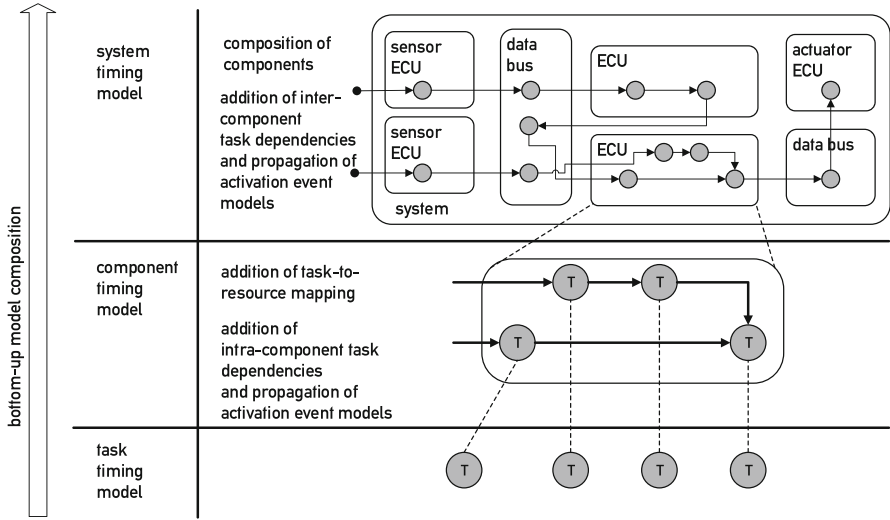 bottom-up model composition
system
timing
model
composition of
components
addition of inter-
component
task dependencies
and propagation of
activation event
models
sensor
ECU
sensor
ECU
data
bus
ECU
ECU
actuator
ECU
data bus
system
component
timing
model
addition of task-to-
resource mapping
addition of
intra-component task
dependencies
and propagation of
activation event models
T
T
T
T
task
timing
model
T
T
T
T